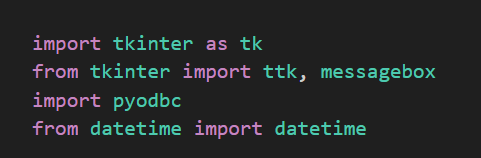 import tkinter as tk
from tkinter import ttk, messagebox
import pyodbc
from datetime import datetime